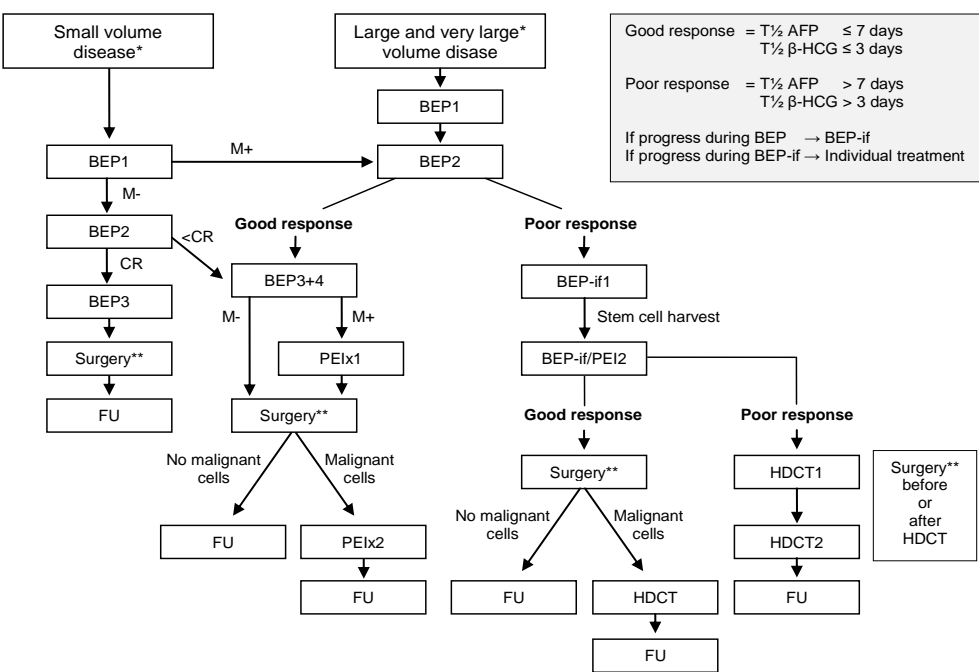 Small volume
disease*
Large and very large*
volume disase
Good response = T½ AFP ≤ 7 days
T½ β-HCG ≤ 3 days
Poor response = T½ AFP > 7 days
T½ β-HCG > 3 days
If progress during BEP → BEP-if
If progress during BEP-if → Individual treatment
BEP1
BEP1
M+
BEP2
M-
BEP2
<CR
Good response
Poor response
CR
BEP3+4
BEP-if1
BEP3
M-
M+
Stem cell harvest
Surgery**
PEIx1
BEP-if/PEI2
FU
Surgery**
Good response
Poor response
No malignant
cells
Malignant
cells
Surgery**
HDCT1
Surgery**
before
or
after
HDCT
No malignant
cells
Malignant
cells
FU
PEIx2
HDCT2
FU
FU
HDCT
FU
FU